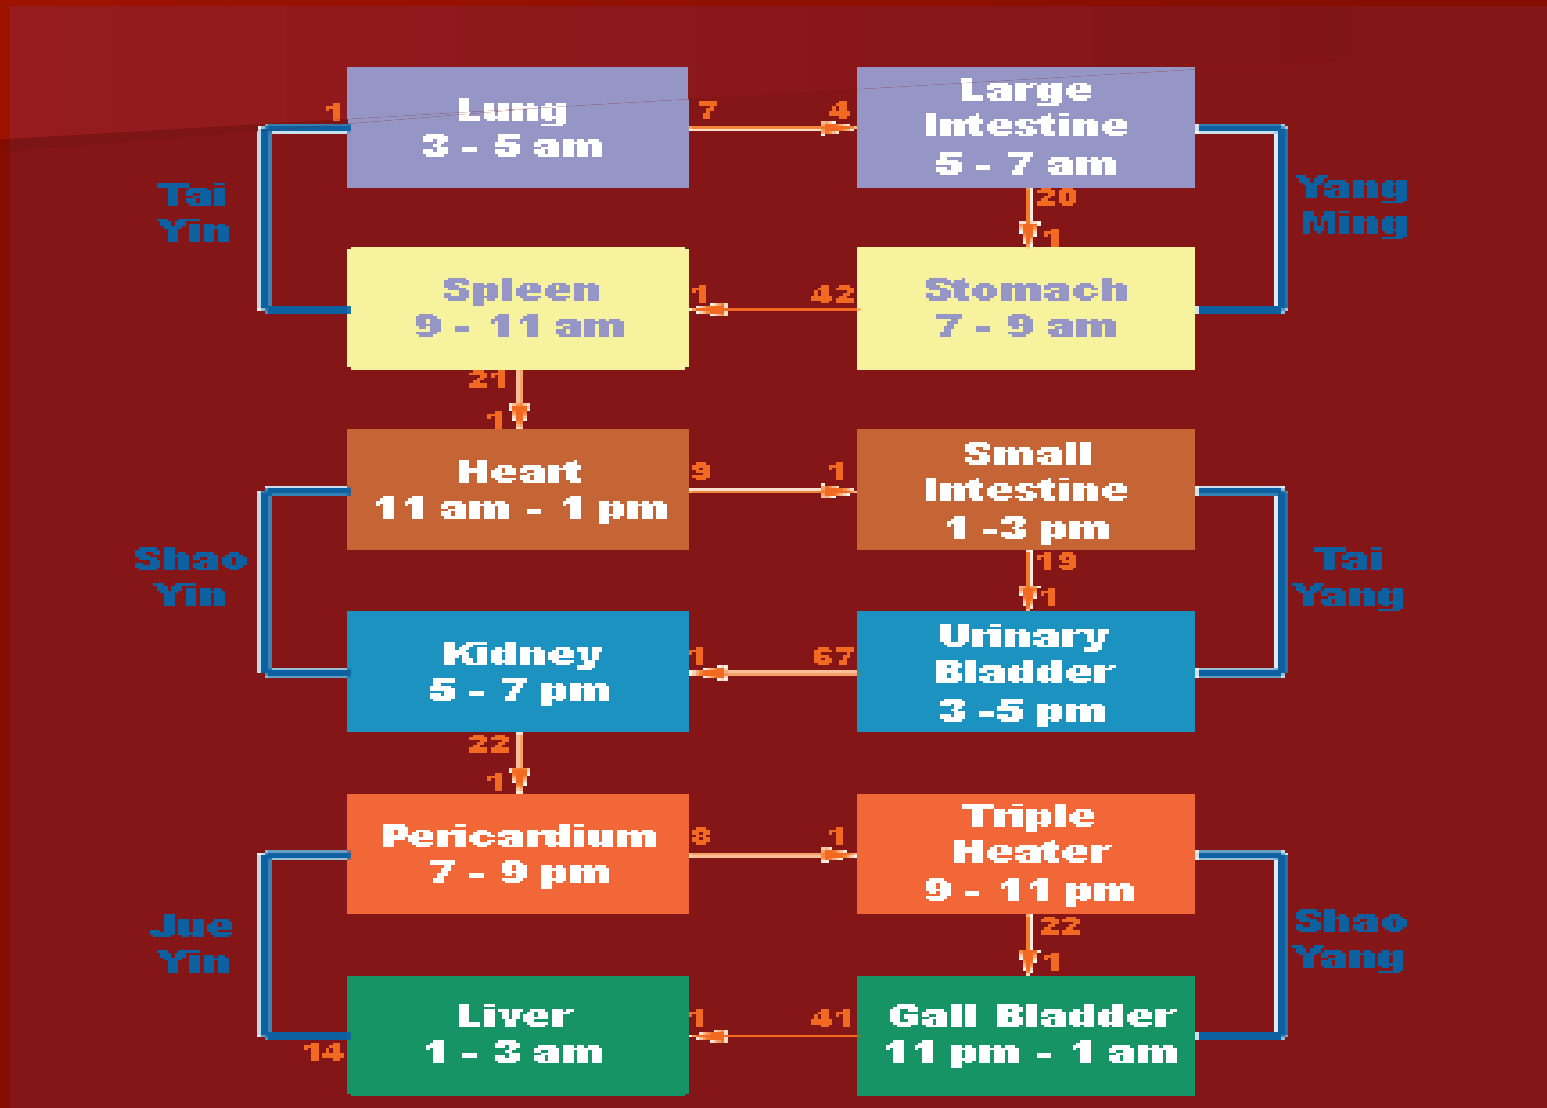 1
Lung
3 - 5 am
7
4
Large
Intestine
5 - 7 am
Tai
Yin
Yang
Ming
20
1
Spleen
9 - 11 am
1
42
Stomach
7 - 9 am
21
1
Heart
11 am - 1 pm
9
1
Small
Intestine
1 -3 pm
Shao
Yin
Tai
Yang
19
1
Kidney
5 - 7 pm
1
67
Urinary
Bladder
3 -5 pm
22
1
Pericardium
7 - 9 pm
8
1
Triple
Heater
9 - 11 pm
Jue
Yin
Shao
Yang
22
1
14
Liver
1 - 3 am
1
41
Gall Bladder
11 pm - 1 am